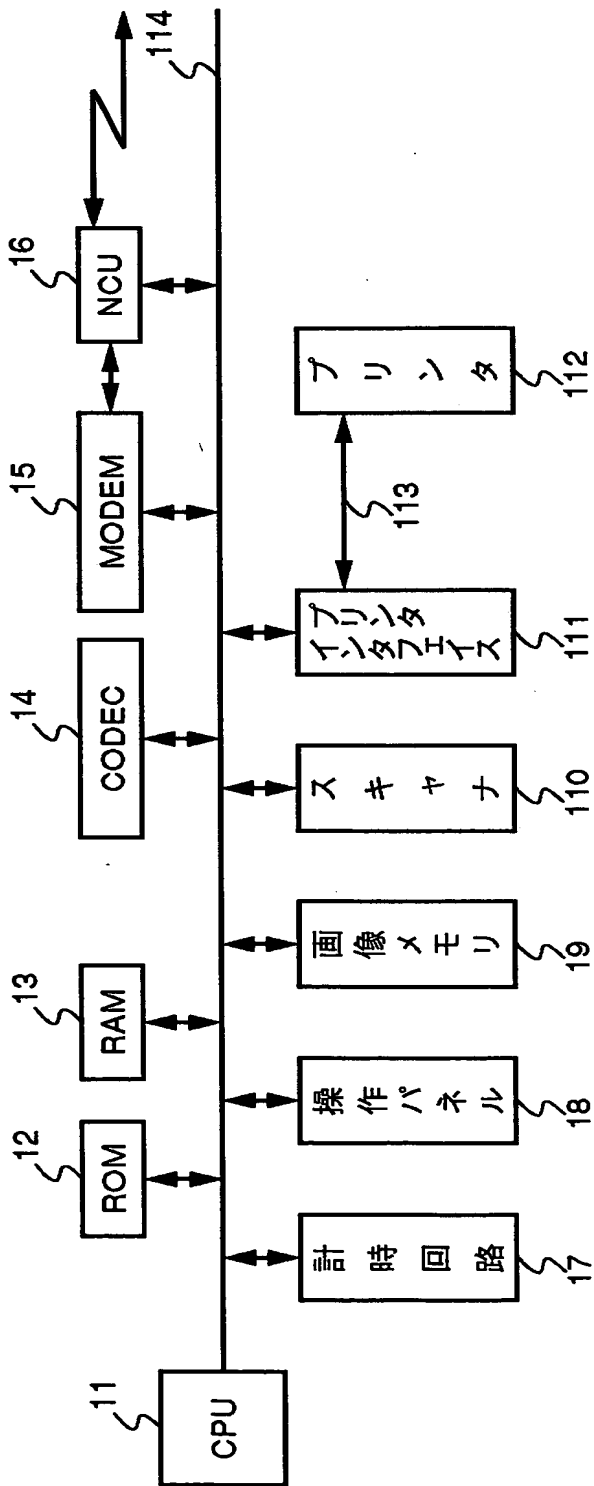 11
CPU
12
ROM
13
RAM
14
CODEC
15
MODEM
16
NCU
114
17
計時回路
18
操作パネル
19
画像メモリ
110
スキャナ
111
プリンタ
インタフェイス
113
112
プリンタ